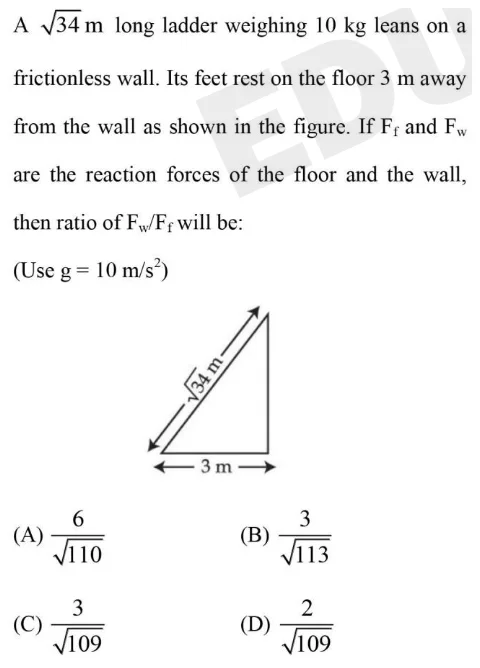 A √34 m long ladder weighing 10 kg leans on a
frictionless wall. Its feet rest on the floor 3 m away
from the wall as shown in the figure. If F_f and F_w
are the reaction forces of the floor and the wall,
then ratio of F_w/F_f will be:
(Use g = 10 m/s²)
√34 m
3 m
(A) 6/√110 (B) 3/√113
(C) 3/√109 (D) 2/√109
EDU